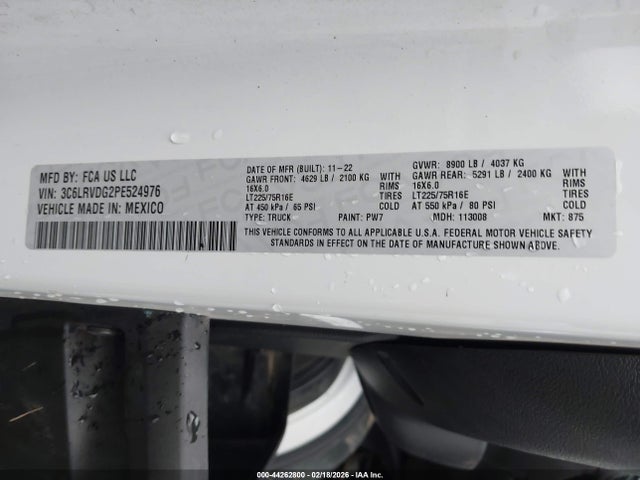 MFD BY: FCA US LLC
VIN: 3C6LRVDG2PE524976
VEHICLE MADE IN: MEXICO
DATE OF MFR (BUILT): 11-22
GVWR: 8900 LB / 4037 KG
GAWR FRONT: 4629 LB / 2100 KG
GAWR REAR: 5291 LB / 2400 KG
16X6.0 RIMS
16X6.0 RIMS
LT225/75R16E TIRES
LT225/75R16E TIRES
AT 450 kPa / 65 PSI COLD
AT 550 kPa / 80 PSI COLD
TYPE: TRUCK PAINT: PW7 MDH: 113008 MKT: 875
THIS VEHICLE CONFORMS TO ALL APPLICABLE U.S.A. FEDERAL MOTOR VEHICLE SAFETY
STANDARDS IN EFFECT ON THE DATE OF MANUFACTURE SHOWN ABOVE.
000-44262800 - 02/18/2026 - IAA Inc.